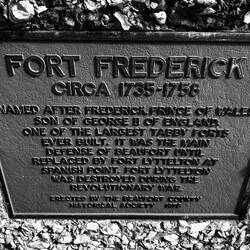 FORT FREDERICK
CIRCA 1735-1758
NAMED AFTER FREDERICK PRINCE OF WALES
SON OF GEORGE II OF ENGLAND
ONE OF THE LARGEST TABBY FORTS
EVER BUILT. IT WAS THE MAIN
DEFENSE OF BEAUFORT UNTIL
REPLACED BY FORT LYTTELTON AT
SPANISH POINT. FORT LYTTELTON
WAS DESTROYED DURING THE
REVOLUTIONARY WAR.
ERECTED BY THE BEAUFORT COUNTY
HISTORICAL SOCIETY